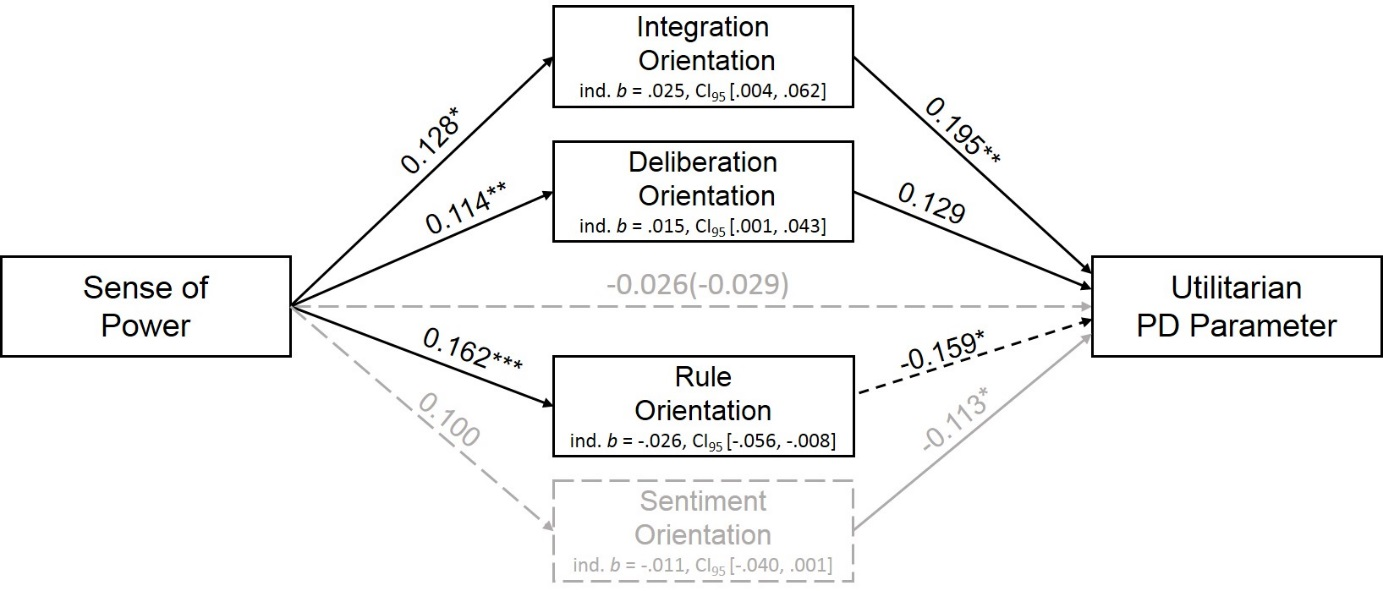 Integration
Orientation
ind. b = .025, CI95 [.004, .062]
0.128*
0.195**
Deliberation
Orientation
ind. b = .015, CI95 [.001, .043]
0.114**
0.129
Sense of
Power
-0.026(-0.029)
Utilitarian
PD Parameter
0.162***
-0.159*
Rule
Orientation
ind. b = -.026, CI95 [-.056, -.008]
0.100
-0.113*
Sentiment
Orientation
ind. b = -.011, CI95 [-.040, .001]